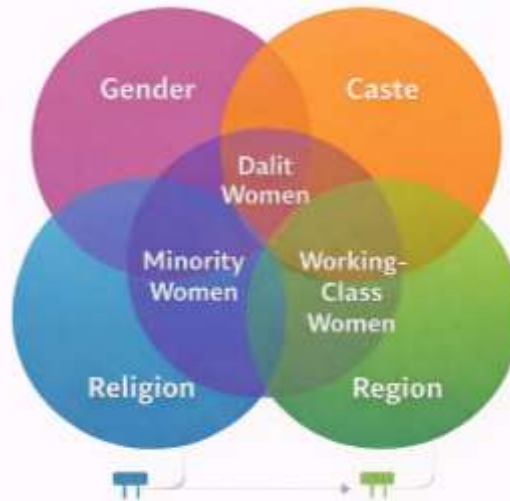 Gender
Caste
Dalit
Women
Minority
Women
Working-
Class
Women
Religion
Region